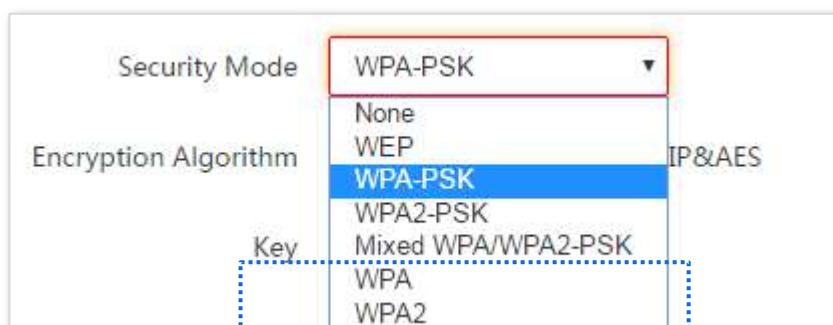 Security Mode WPA-PSK
None
Encryption Algorithm WEP IP&AES
WPA-PSK
WPA2-PSK
Key Mixed WPA/WPA2-PSK
WPA
WPA2